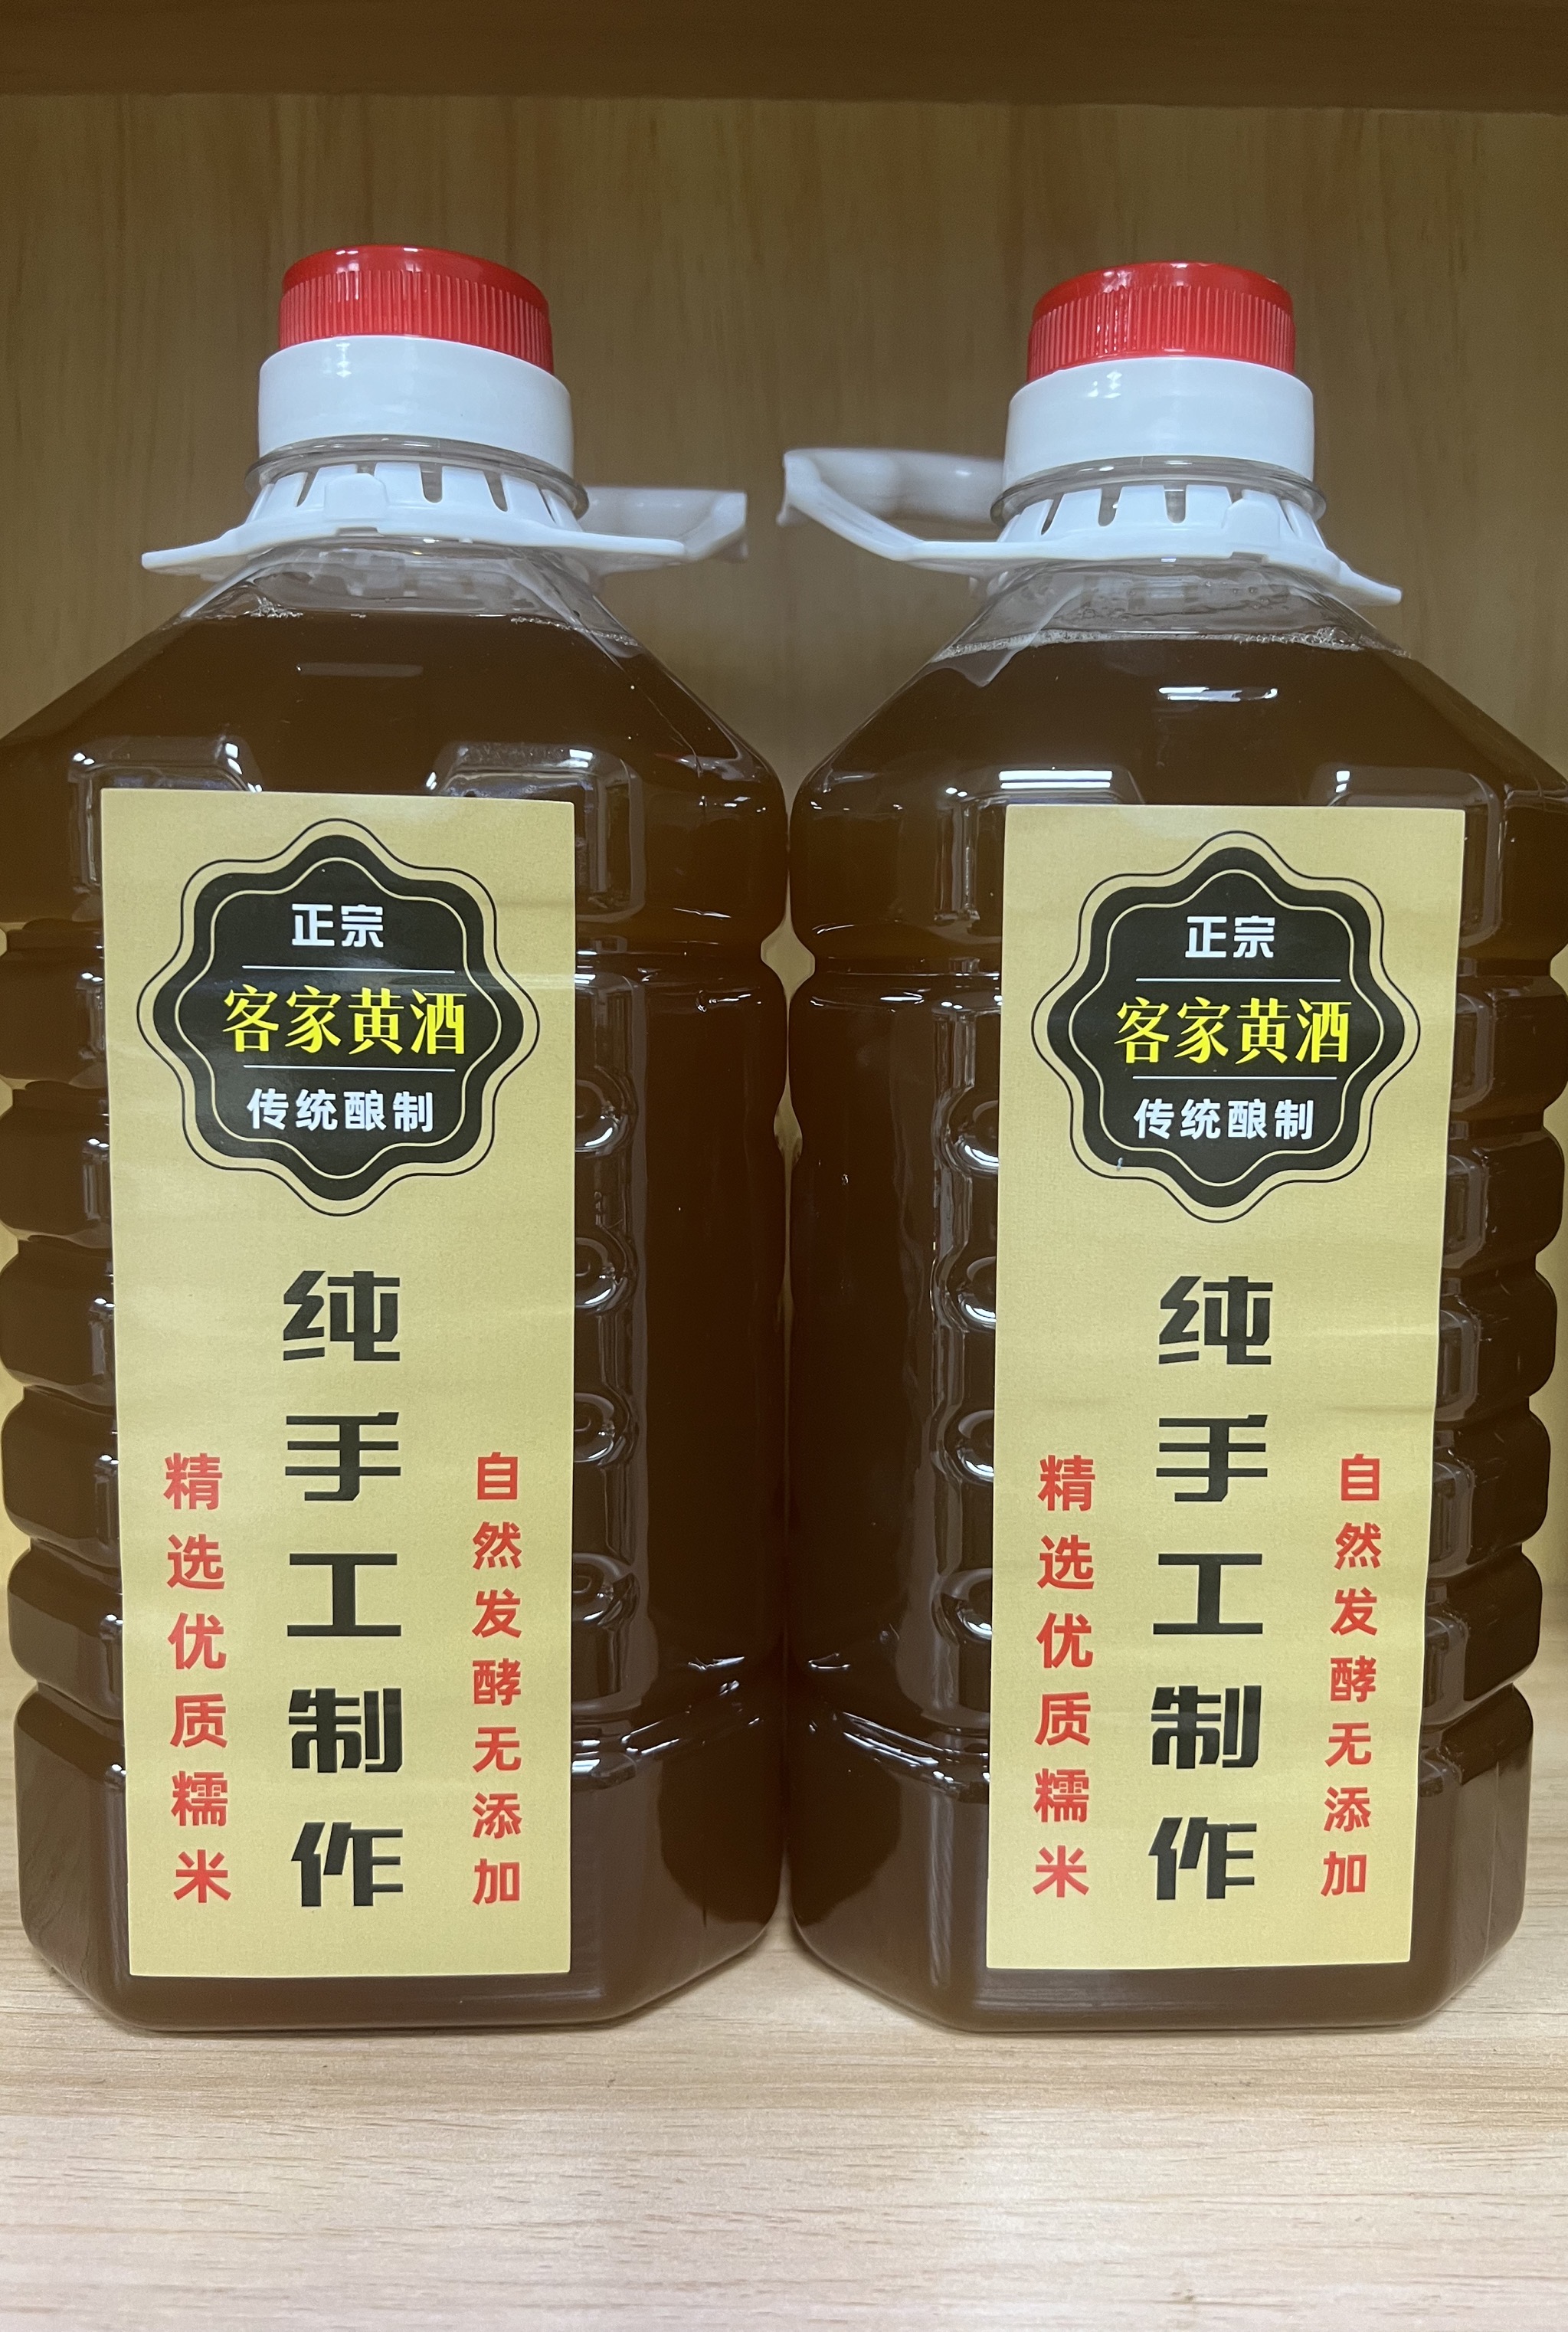 正宗
客家黄酒
传统酿制
纯手工制作
精选优质糯米
自然发酵无添加
正宗
客家黄酒
传统酿制
纯手工制作
精选优质糯米
自然发酵无添加